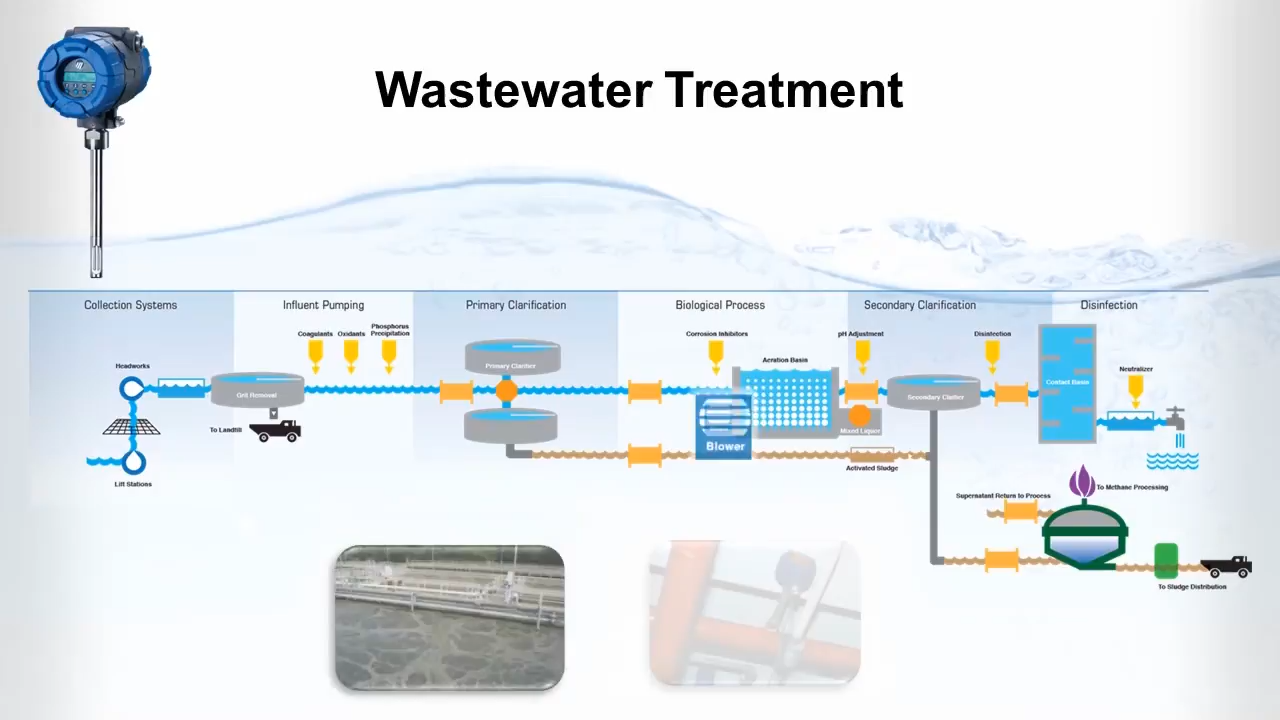 Wastewater Treatment
Collection Systems
Influent Pumping
Primary Clarification
Biological Process
Secondary Clarification
Disinfection
Coagulants
Oxidants
Phosphorus
Precipitation
Corrosion Inhibitors
pH Adjustment
Disinfection
Headworks
Primary Clarifier
Aeration Basin
Neutralizer
Grit Removal
Secondary Clarifier
Contact Basin
To Landfill
Mixed Liquor
Blower
Activated Sludge
Lift Stations
To Methane Processing
Supernatant Return to Process
To Sludge Distribution